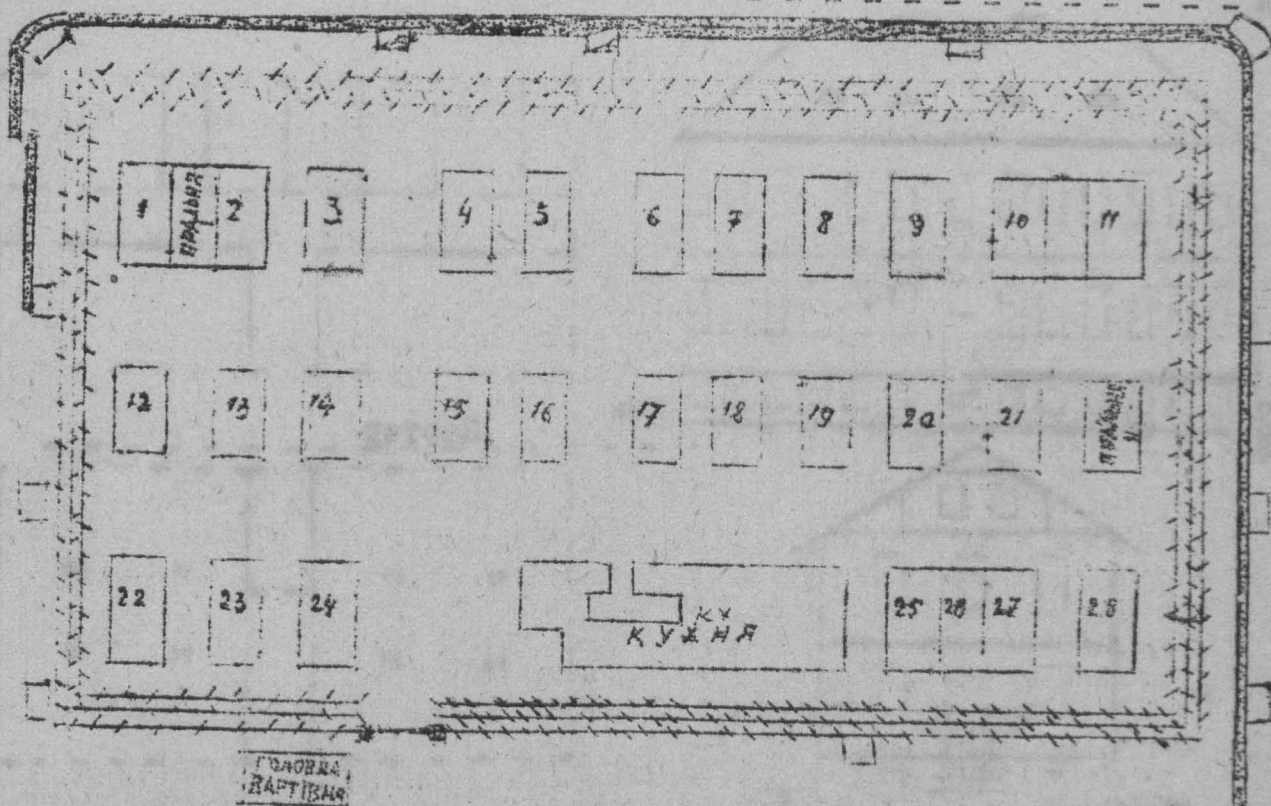 1 ПРАЛЬНЯ I 2 3 4 5 6 7 8 9 10 11
12 13 14 15 16 17 18 19 20 21 ПРАЛЬНЯ II
22 23 24 КУХНЯ 25 26 27 28
ГОЛОВНА
ВАРТІВНЯ